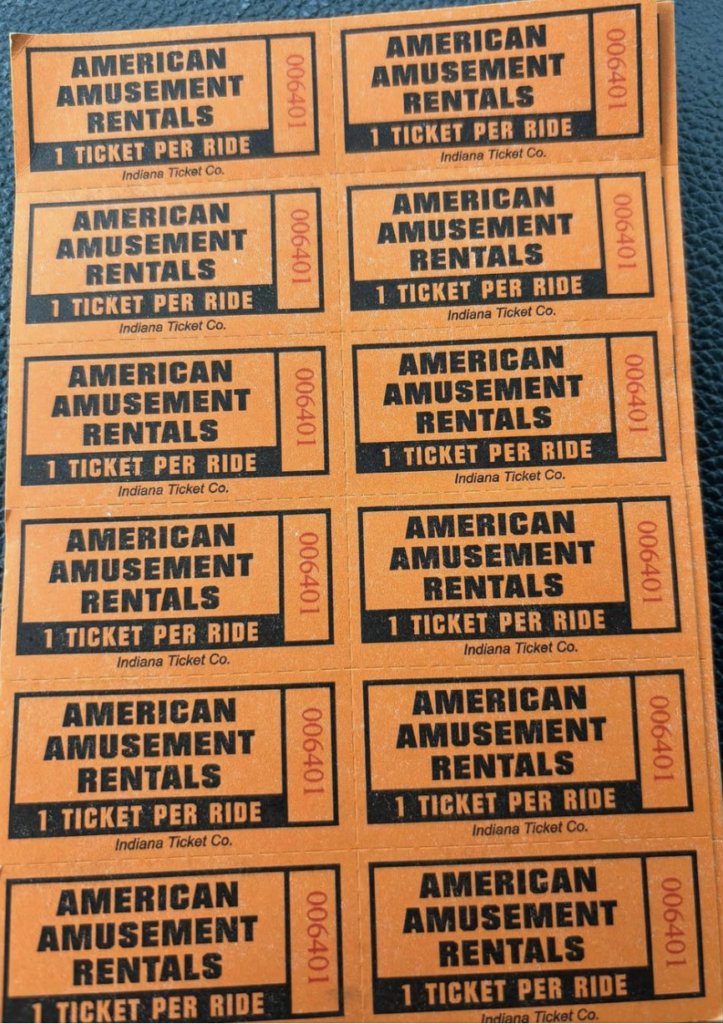 AMERICAN
AMUSEMENT
RENTALS
1 TICKET PER RIDE
006401
Indiana Ticket Co.
AMERICAN
AMUSEMENT
RENTALS
1 TICKET PER RIDE
006401
Indiana Ticket Co.
AMERICAN
AMUSEMENT
RENTALS
1 TICKET PER RIDE
006401
Indiana Ticket Co.
AMERICAN
AMUSEMENT
RENTALS
1 TICKET PER RIDE
006401
Indiana Ticket Co.
AMERICAN
AMUSEMENT
RENTALS
1 TICKET PER RIDE
006401
Indiana Ticket Co.
AMERICAN
AMUSEMENT
RENTALS
1 TICKET PER RIDE
006401
Indiana Ticket Co.
AMERICAN
AMUSEMENT
RENTALS
1 TICKET PER RIDE
006401
Indiana Ticket Co.
AMERICAN
AMUSEMENT
RENTALS
1 TICKET PER RIDE
006401
Indiana Ticket Co.
AMERICAN
AMUSEMENT
RENTALS
1 TICKET PER RIDE
006401
Indiana Ticket Co.
AMERICAN
AMUSEMENT
RENTALS
1 TICKET PER RIDE
006401
Indiana Ticket Co.
AMERICAN
AMUSEMENT
RENTALS
1 TICKET PER RIDE
006401
AMERICAN
AMUSEMENT
RENTALS
1 TICKET PER RIDE
006401
Indiana Ticket Co.